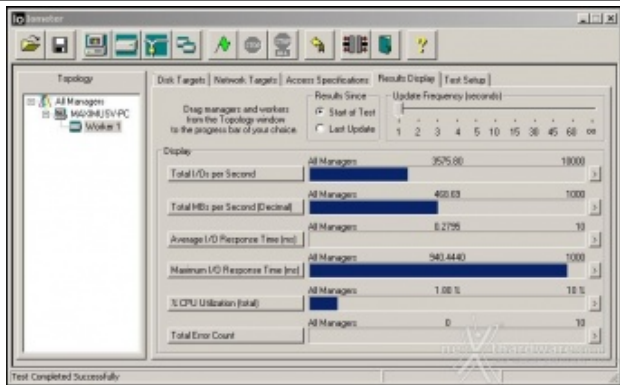 Iometer
Topology
All Managers
MAXIMUSV-PC
Worker 1
Disk Targets Network Targets Access Specifications Results Display Test Setup
Drag managers and workers
from the Topology window
to the progress bar of your choice.
Results Since
Start of Test
Last Update
Update Frequency (seconds)
1 2 3 4 5 10 15 30 45 60 oo
Display
All Managers 3575.80 10000
Total I/Os per Second
All Managers 468.69 1000
Total MBs per Second (Decimal)
All Managers 0.2795 10
Average I/O Response Time (ms)
All Managers 940.4440 1000
Maximum I/O Response Time (ms)
All Managers 1.00 % 10 %
% CPU Utilization (total)
All Managers 0 10
Total Error Count
Test Completed Successfully